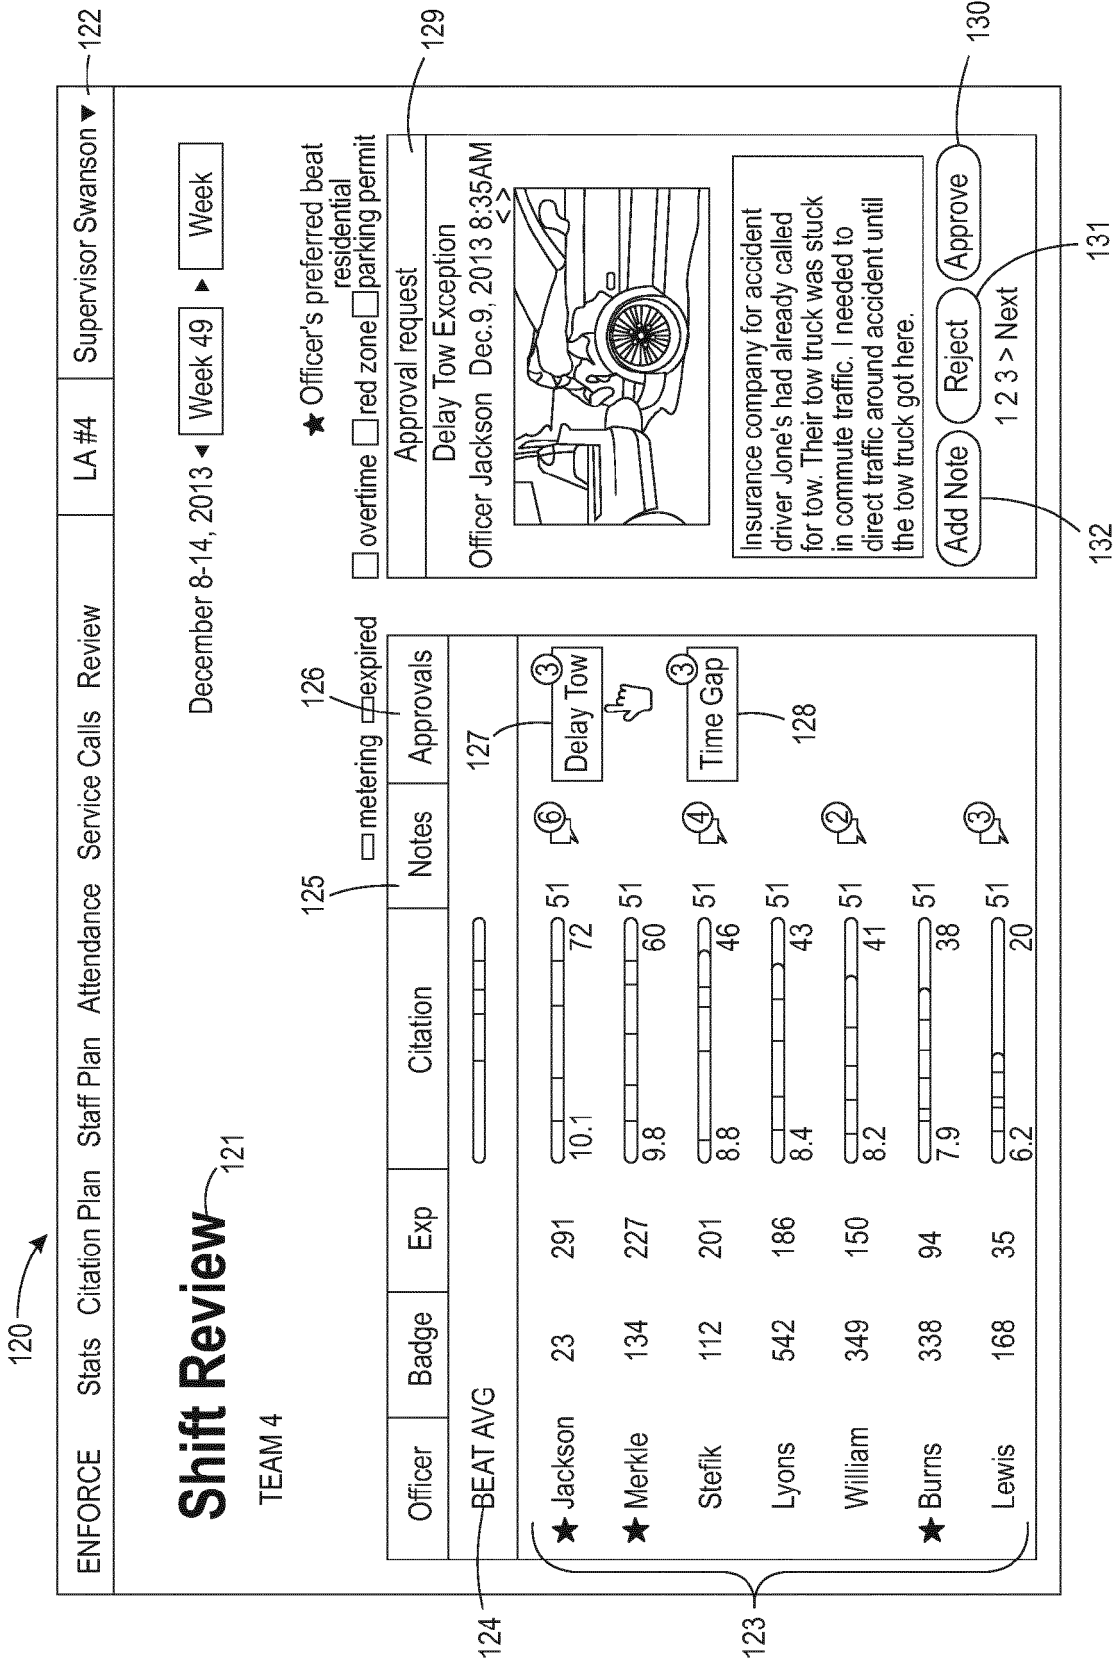 120
ENFORCE Stats Citation Plan Staff Plan Attendance Service Calls Review LA #4 Supervisor Swanson ▼
122
Shift Review
121
TEAM 4
December 8-14, 2013 ◄ Week 49 ► Week
★ Officer's preferred beat
residential
metering expired overtime red zone parking permit
125
126
129
Officer Badge Exp Citation Notes Approvals
124
BEAT AVG
127
★ Jackson 23 291 10.1 72 51 6 Delay Tow 3
★ Merkle 134 227 9.8 60 51
Stefik 112 201 8.8 46 51 4 Time Gap 3
128
Lyons 542 186 8.4 43 51
William 349 150 8.2 41 51 2
★ Burns 338 94 7.9 38 51
Lewis 168 35 6.2 20 51 3
123
Approval request
Delay Tow Exception
Officer Jackson Dec.9, 2013 8:35AM
< >
Insurance company for accident
driver Jone's had already called
for tow. Their tow truck was stuck
in commute traffic. I needed to
direct traffic around accident until
the tow truck got here.
Add Note Reject Approve
1 2 3 > Next
132
131
130